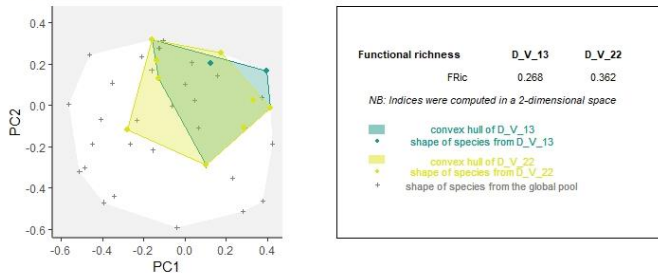 PC2
0.4
0.2
0.0
-0.2
-0.4
-0.6
-0.6 -0.4 -0.2 0.0 0.2 0.4
PC1
Functional richness D_V_13 D_V_22
FRic 0.268 0.362
NB: Indices were computed in a 2-dimensional space
convex hull of D_V_13
shape of species from D_V_13
convex hull of D_V_22
shape of species from D_V_22
shape of species from the global pool